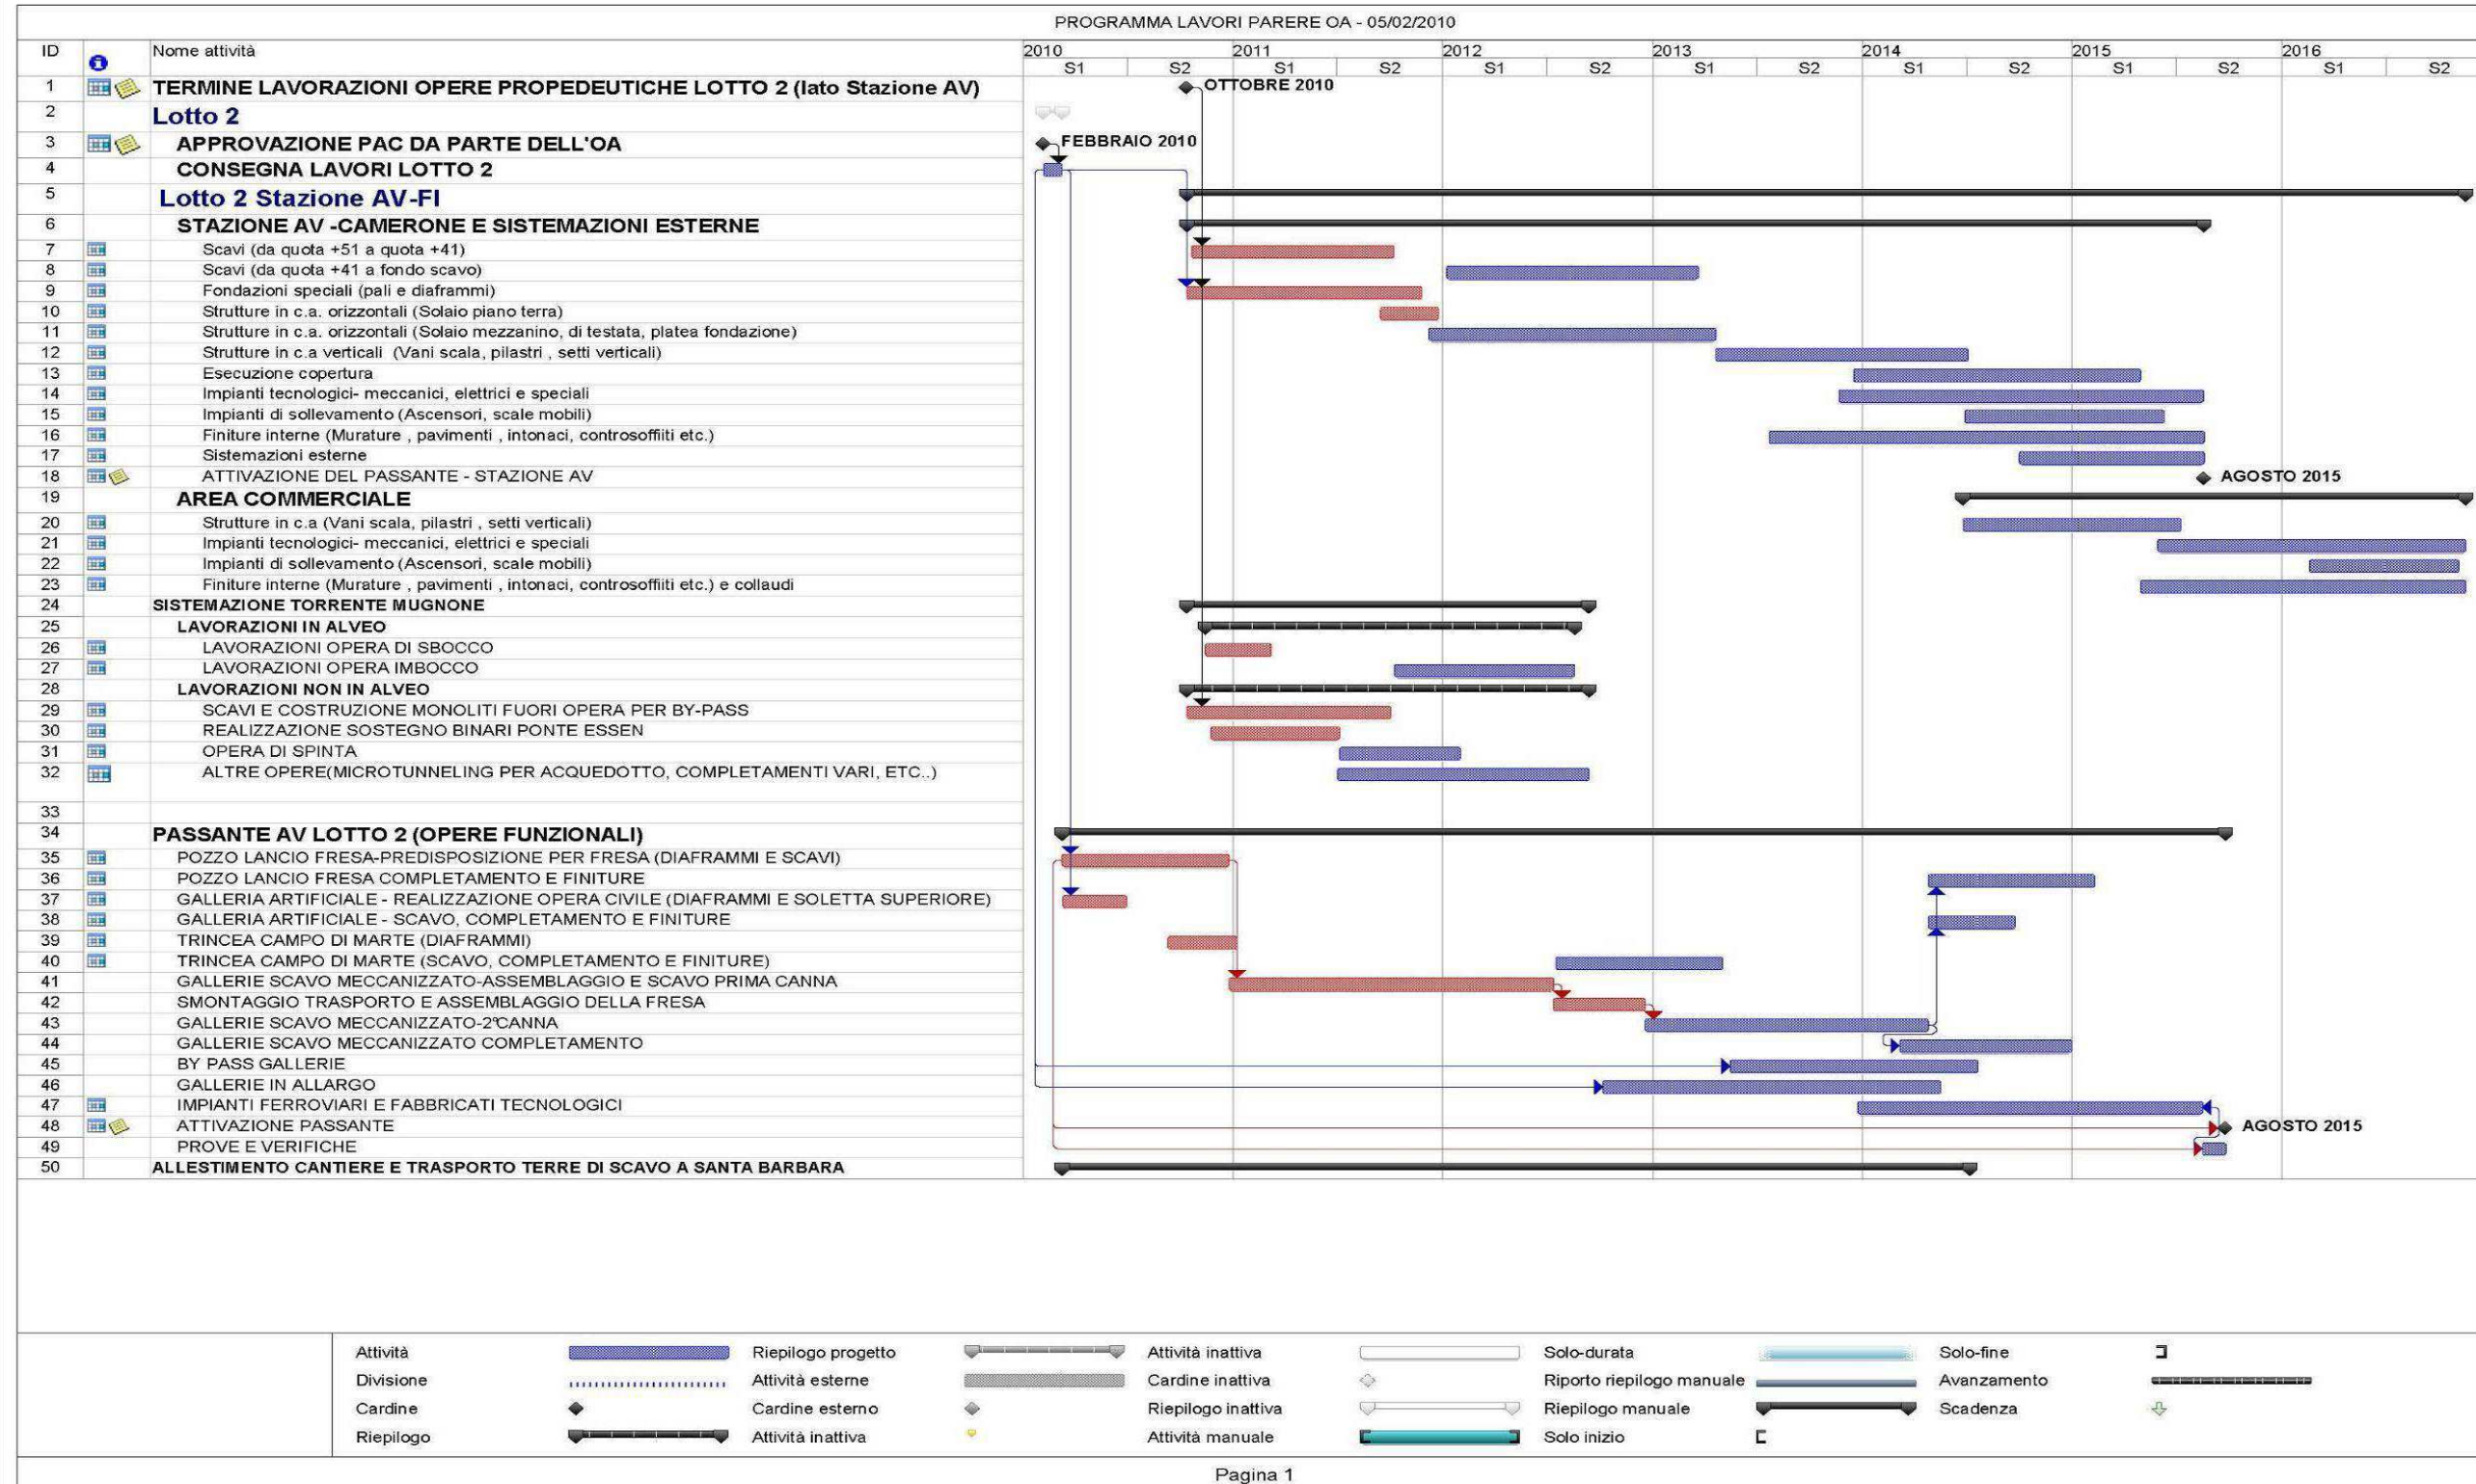 PROGRAMMA LAVORI PARERE OA - 05/02/2010
ID Nome attività 2010 2011 2012 2013 2014 2015 2016
S1 S2 S1 S2 S1 S2 S1 S2 S1 S2 S1 S2 S1 S2
1 TERMINE LAVORAZIONI OPERE PROPEDEUTICHE LOTTO 2 (lato Stazione AV) OTTOBRE 2010
2 Lotto 2
3 APPROVAZIONE PAC DA PARTE DELL'OA FEBBRAIO 2010
4 CONSEGNA LAVORI LOTTO 2
5 Lotto 2 Stazione AV-FI
6 STAZIONE AV -CAMERONE E SISTEMAZIONI ESTERNE
7 Scavi (da quota +51 a quota +41)
8 Scavi (da quota +41 a fondo scavo)
9 Fondazioni speciali (pali e diaframmi)
10 Strutture in c.a. orizzontali (Solaio piano terra)
11 Strutture in c.a. orizzontali (Solaio mezzanino, di testata, platea fondazione)
12 Strutture in c.a verticali (Vani scala, pilastri , setti verticali)
13 Esecuzione copertura
14 Impianti tecnologici- meccanici, elettrici e speciali
15 Impianti di sollevamento (Ascensori, scale mobili)
16 Finiture interne (Murature , pavimenti , intonaci, controsoffiiti etc.)
17 Sistemazioni esterne
18 ATTIVAZIONE DEL PASSANTE - STAZIONE AV AGOSTO 2015
19 AREA COMMERCIALE
20 Strutture in c.a (Vani scala, pilastri , setti verticali)
21 Impianti tecnologici- meccanici, elettrici e speciali
22 Impianti di sollevamento (Ascensori, scale mobili)
23 Finiture interne (Murature , pavimenti , intonaci, controsoffiiti etc.) e collaudi
24 SISTEMAZIONE TORRENTE MUGNONE
25 LAVORAZIONI IN ALVEO
26 LAVORAZIONI OPERA DI SBOCCO
27 LAVORAZIONI OPERA IMBOCCO
28 LAVORAZIONI NON IN ALVEO
29 SCAVI E COSTRUZIONE MONOLITI FUORI OPERA PER BY-PASS
30 REALIZZAZIONE SOSTEGNO BINARI PONTE ESSEN
31 OPERA DI SPINTA
32 ALTRE OPERE(MICROTUNNELING PER ACQUEDOTTO, COMPLETAMENTI VARI, ETC..)
33
34 PASSANTE AV LOTTO 2 (OPERE FUNZIONALI)
35 POZZO LANCIO FRESA-PREDISPOSIZIONE PER FRESA (DIAFRAMMI E SCAVI)
36 POZZO LANCIO FRESA COMPLETAMENTO E FINITURE
37 GALLERIA ARTIFICIALE - REALIZZAZIONE OPERA CIVILE (DIAFRAMMI E SOLETTA SUPERIORE)
38 GALLERIA ARTIFICIALE - SCAVO, COMPLETAMENTO E FINITURE
39 TRINCEA CAMPO DI MARTE (DIAFRAMMI)
40 TRINCEA CAMPO DI MARTE (SCAVO, COMPLETAMENTO E FINITURE)
41 GALLERIE SCAVO MECCANIZZATO-ASSEMBLAGGIO E SCAVO PRIMA CANNA
42 SMONTAGGIO TRASPORTO E ASSEMBLAGGIO DELLA FRESA
43 GALLERIE SCAVO MECCANIZZATO-2°CANNA
44 GALLERIE SCAVO MECCANIZZATO COMPLETAMENTO
45 BY PASS GALLERIE
46 GALLERIE IN ALLARGO
47 IMPIANTI FERROVIARI E FABBRICATI TECNOLOGICI
48 ATTIVAZIONE PASSANTE AGOSTO 2015
49 PROVE E VERIFICHE
50 ALLESTIMENTO CANTIERE E TRASPORTO TERRE DI SCAVO A SANTA BARBARA
Attività Riepilogo progetto Attività inattiva Solo-durata Solo-fine
Divisione Attività esterne Cardine inattiva Riporto riepilogo manuale Avanzamento
Cardine Cardine esterno Riepilogo inattiva Riepilogo manuale Scadenza
Riepilogo Attività inattiva Attività manuale Solo inizio
Pagina 1